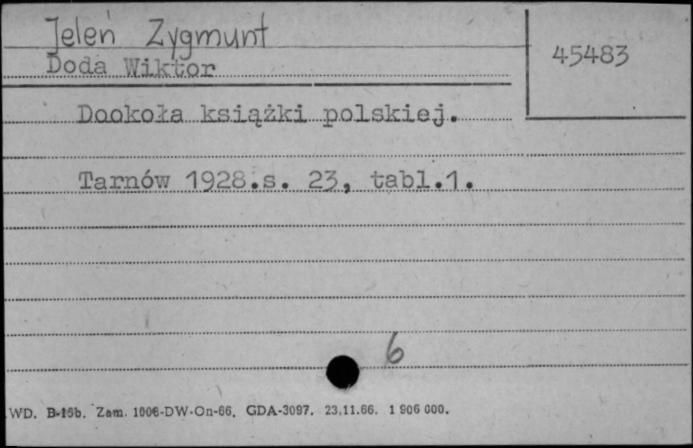 Jeleń Zygmunt
45483
Doda Wiktor
Dookoła książki polskiej.
Tarnów 1928.s. 23, tabl.1.
6
WD. B-16b. Zam. 1006-DW-On-66. GDA-3097. 23.11.66. 1 906 000.